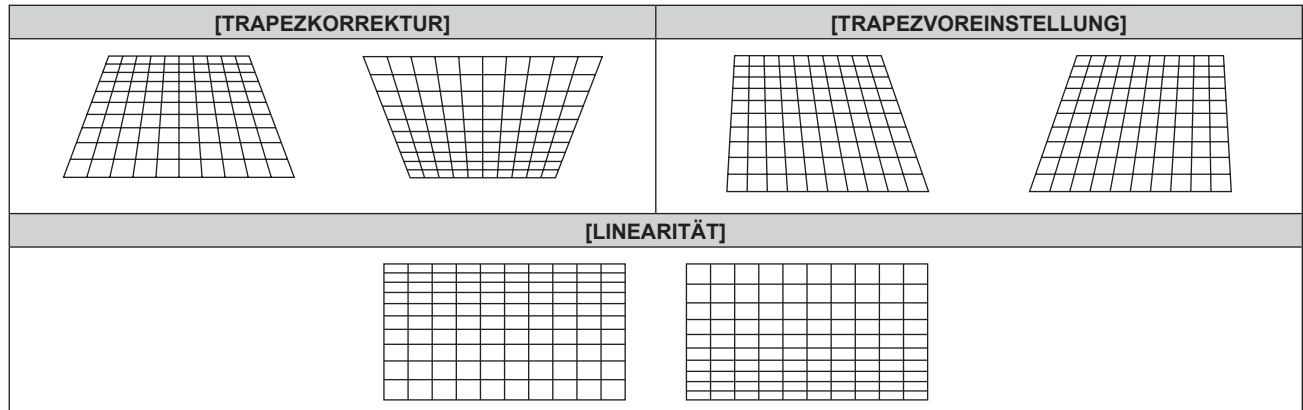 [TRAPEZKORREKTUR]
[TRAPEZVOREINSTELLUNG]
[LINEARITÄT]